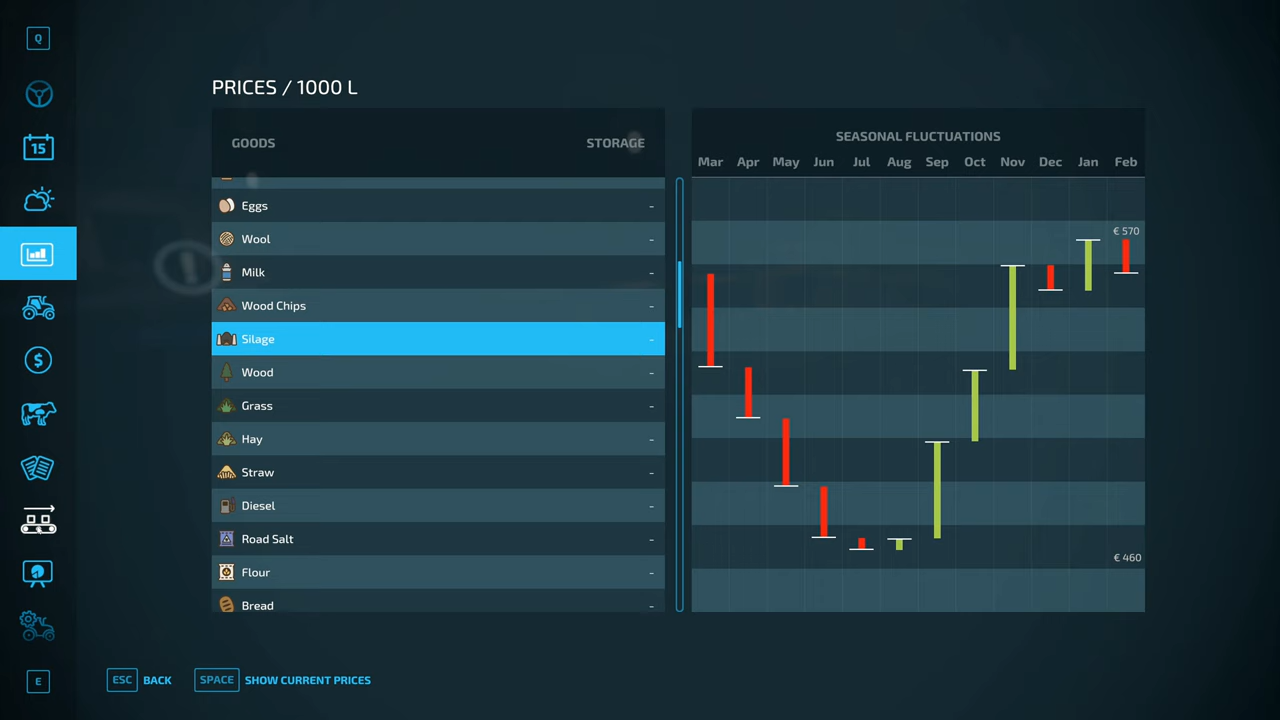 Q
PRICES / 1000 L
GOODS STORAGE
SEASONAL FLUCTUATIONS
Mar Apr May Jun Jul Aug Sep Oct Nov Dec Jan Feb
15
Eggs -
€ 570
Wool -
Milk -
Wood Chips -
Silage -
Wood -
Grass -
Hay -
Straw -
Diesel -
Road Salt -
€ 460
Flour -
Bread -
E
ESC BACK SPACE SHOW CURRENT PRICES